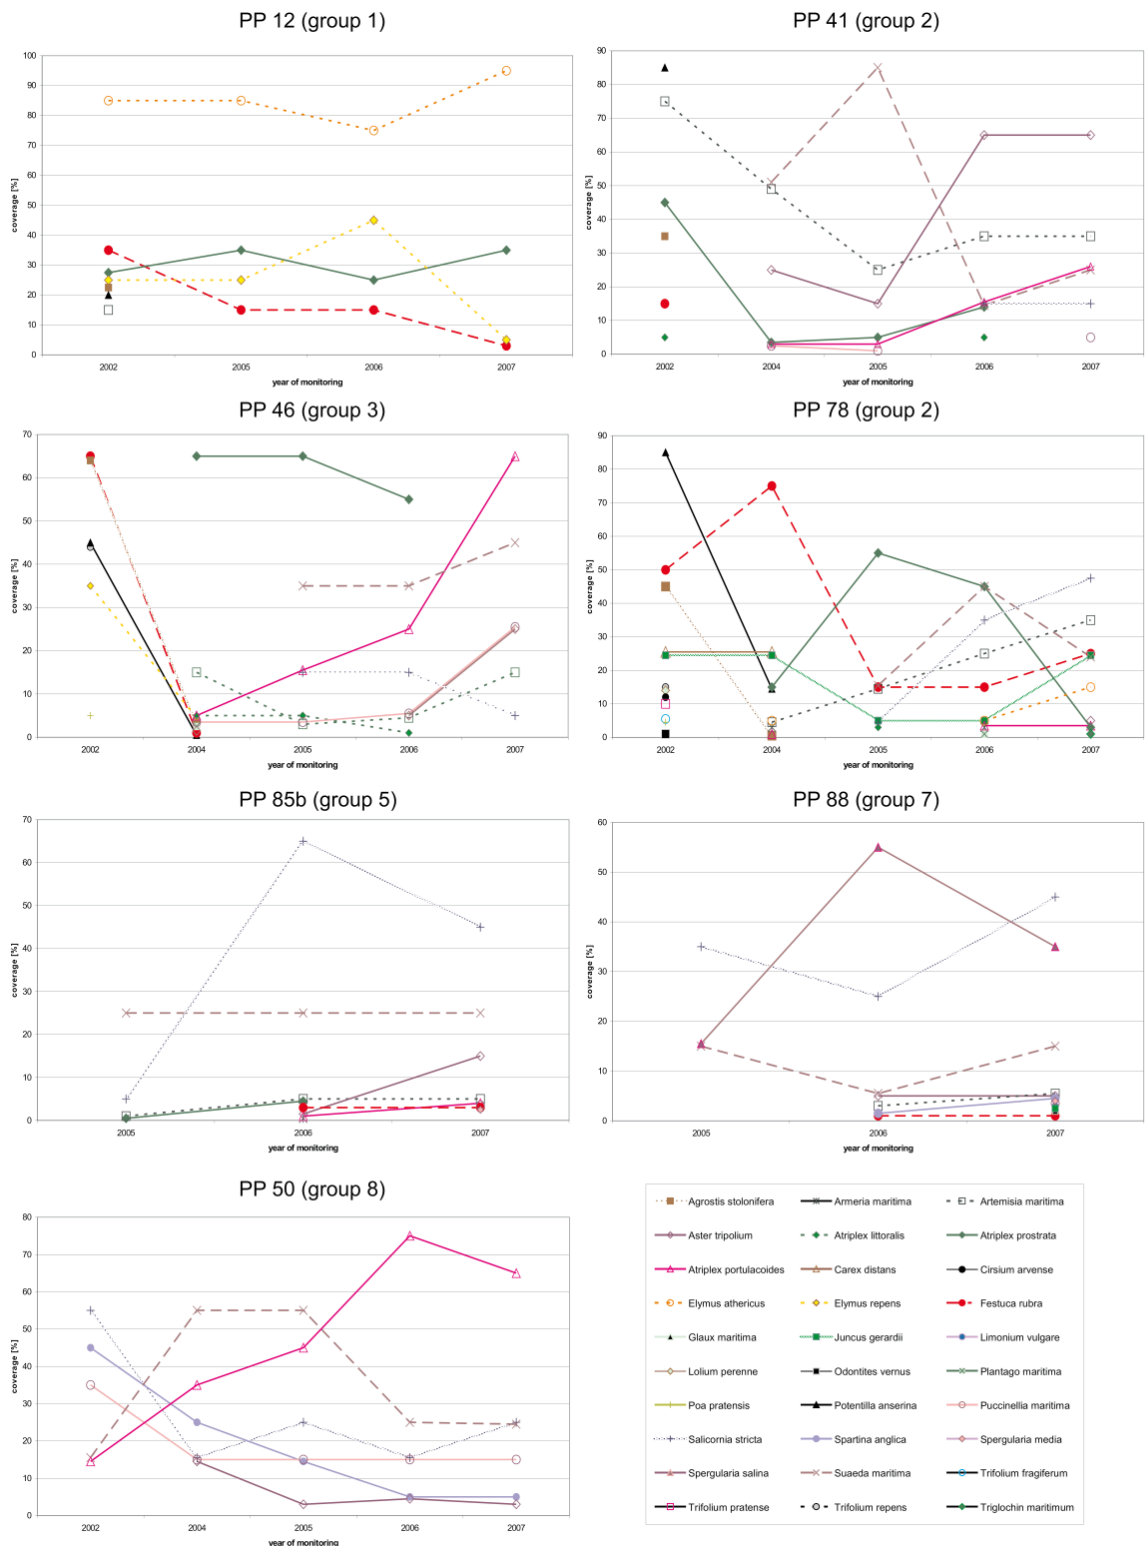 PP 12 (group 1)
100
90
80
70
60
50
40
30
20
10
0
coverage [%]
2002 2005 2006 2007
year of monitoring
PP 41 (group 2)
90
80
70
60
50
40
30
20
10
0
coverage [%]
2002 2004 2005 2006 2007
year of monitoring
PP 46 (group 3)
70
60
50
40
30
20
10
0
coverage [%]
2002 2004 2005 2006 2007
year of monitoring
PP 78 (group 2)
90
80
70
60
50
40
30
20
10
0
coverage [%]
2002 2004 2005 2006 2007
year of monitoring
PP 85b (group 5)
70
60
50
40
30
20
10
0
coverage [%]
2005 2006 2007
year of monitoring
PP 88 (group 7)
60
50
40
30
20
10
0
coverage [%]
2005 2006 2007
year of monitoring
PP 50 (group 8)
80
70
60
50
40
30
20
10
0
coverage [%]
2002 2004 2005 2006 2007
year of monitoring
Agrostis stolonifera Armeria maritima Artemisia maritima
Aster tripolium Atriplex littoralis Atriplex prostrata
Atriplex portulacoides Carex distans Cirsium arvense
Elymus athericus Elymus repens Festuca rubra
Glaux maritima Juncus gerardii Limonium vulgare
Lolium perenne Odontites vernus Plantago maritima
Poa pratensis Potentilla anserina Puccinellia maritima
Salicornia stricta Spartina anglica Spergularia media
Spergularia salina Suaeda maritima Trifolium fragiferum
Trifolium pratense Trifolium repens Triglochin maritimum